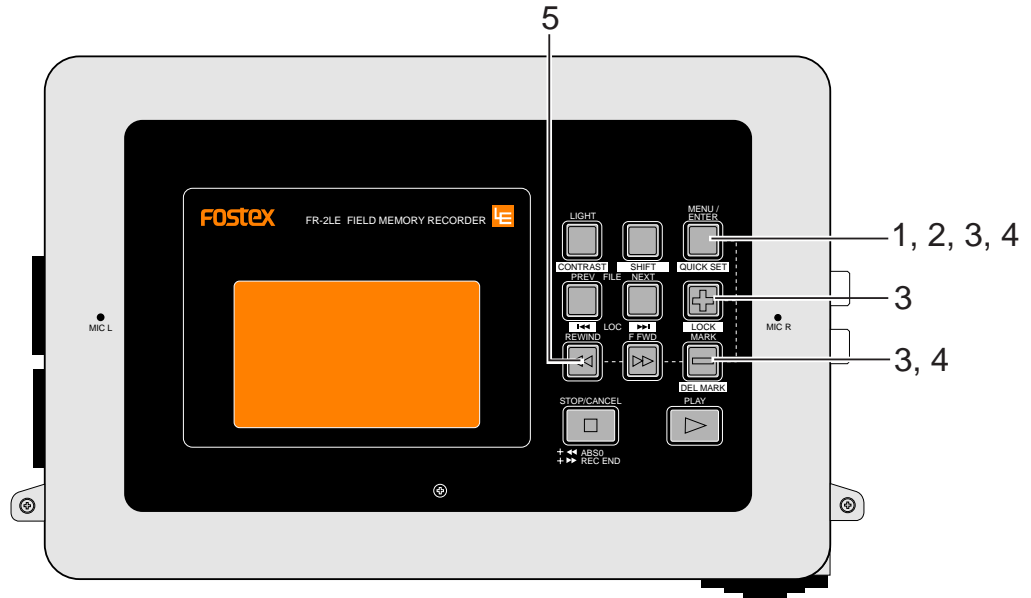 5
FOSTEX FR-2LE FIELD MEMORY RECORDER LE
LIGHT
MENU /
ENTER
1, 2, 3, 4
CONTRAST SHIFT QUICK SET
PREV FILE NEXT
3
MIC L
LOC
LOCK
MIC R
REWIND F FWD MARK
3, 4
DEL MARK
STOP/CANCEL PLAY
+ ◀◀ ABS0
+ ▶▶ REC END